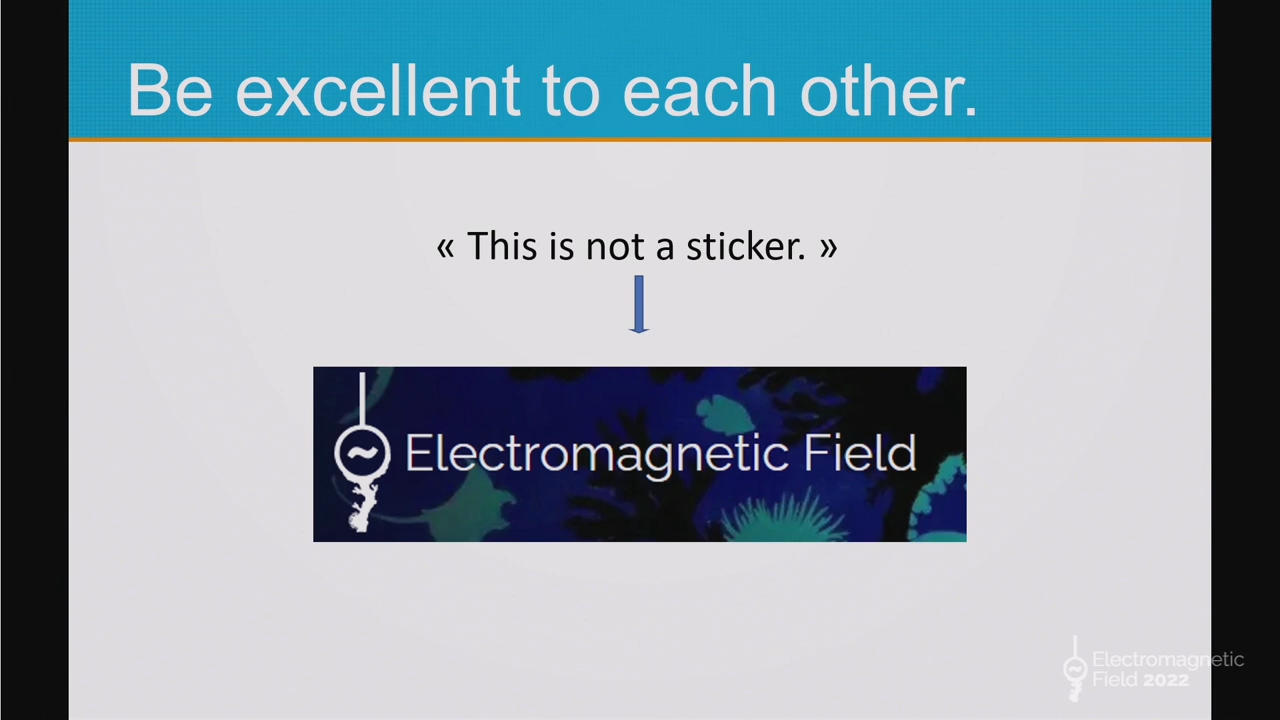 Be excellent to each other.
« This is not a sticker. »
Electromagnetic Field
Electromagnetic
Field 2022